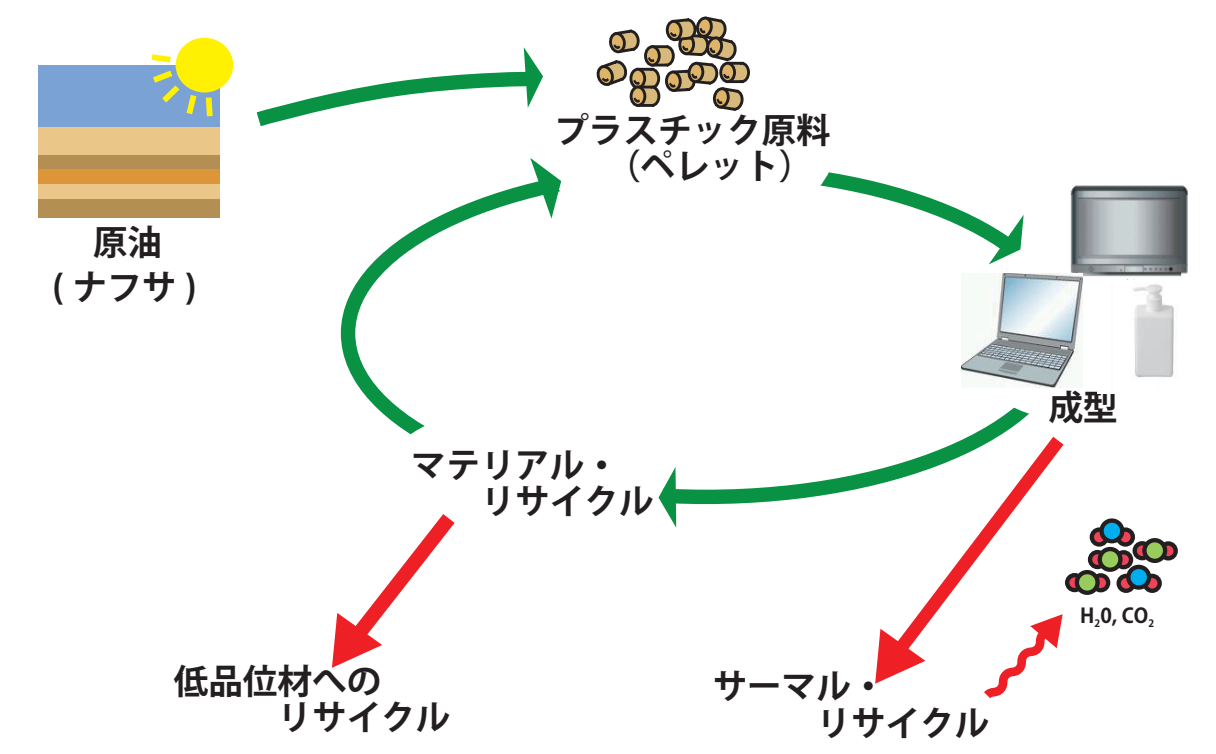 プラスチック原料
（ペレット）
原油
( ナフサ )
成型
マテリアル・
リサイクル
H₂0, CO₂
低品位材への
リサイクル
サーマル・
リサイクル